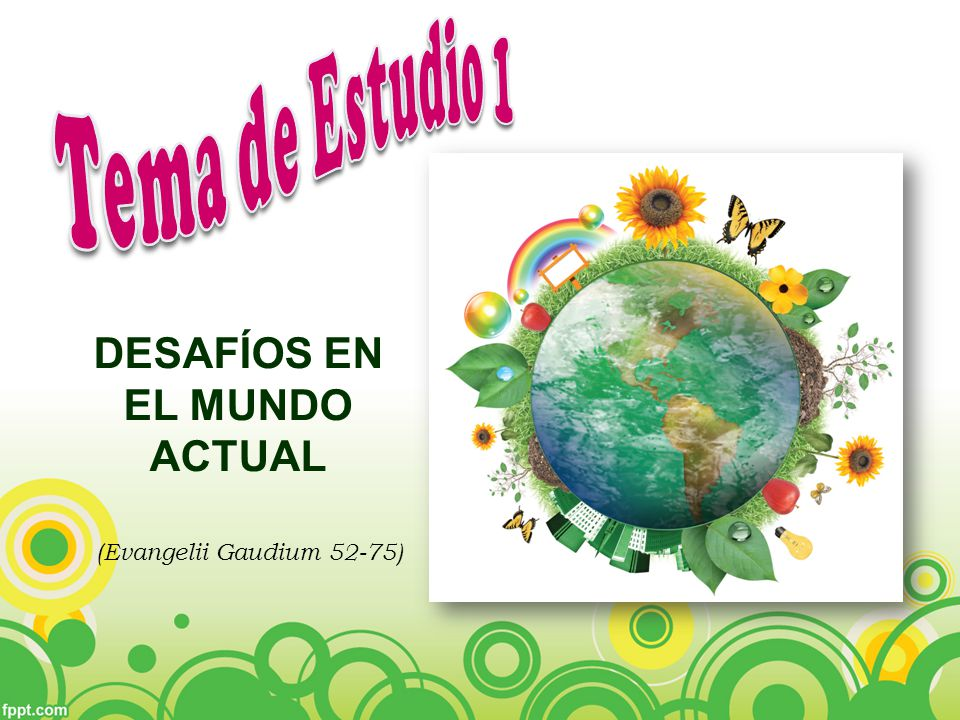 Tema de Estudio 1
DESAFÍOS EN
EL MUNDO
ACTUAL
(Evangelii Gaudium 52-75)
fppt.com